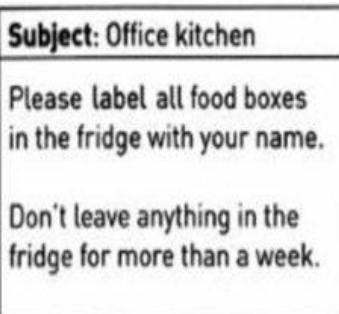 Subject: Office kitchen
Please label all food boxes
in the fridge with your name.
Don't leave anything in the
fridge for more than a week.